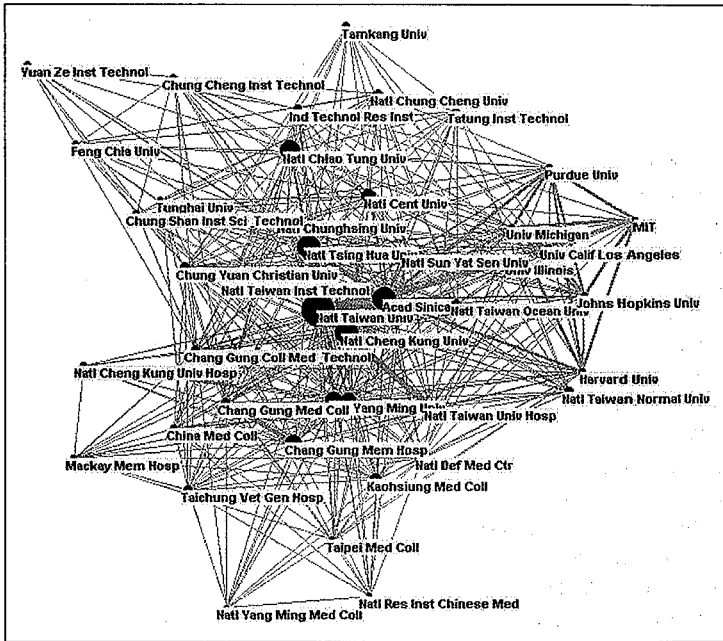 Tamkang Univ
Yuan Ze Inst Technol
Chung Cheng Inst Technol
Natl Chung Cheng Univ
Ind Technol Res Inst
Tatung Inst Technol
Feng Chia Univ
Natl Chiao Tung Univ
Purdue Univ
Tunghai Univ
Natl Cent Univ
Chung Shan Inst Sci Technol
MIT
Natl Chunghsing Univ
Univ Michigan
Natl Tsing Hua Univ
Univ Calif Los Angeles
Natl Sun Yat Sen Univ
Univ Illinois
Chung Yuan Christian Univ
Natl Taiwan Inst Technol
Acad Sinica
Johns Hopkins Univ
Natl Taiwan Ocean Univ
Natl Taiwan Univ
Natl Cheng Kung Univ
Chang Gung Coll Med Technol
Natl Cheng Kung Univ Hosp
Harvard Univ
Natl Taiwan Normal Univ
Chang Gung Med Coll
Yang Ming Univ
Natl Taiwan Univ Hosp
China Med Coll
Chang Gung Mem Hosp
Mackay Mem Hosp
Natl Def Med Ctr
Kaohsiung Med Coll
Taichung Vet Gen Hosp
Taipei Med Coll
Natl Res Inst Chinese Med
Natl Yang Ming Med Coll